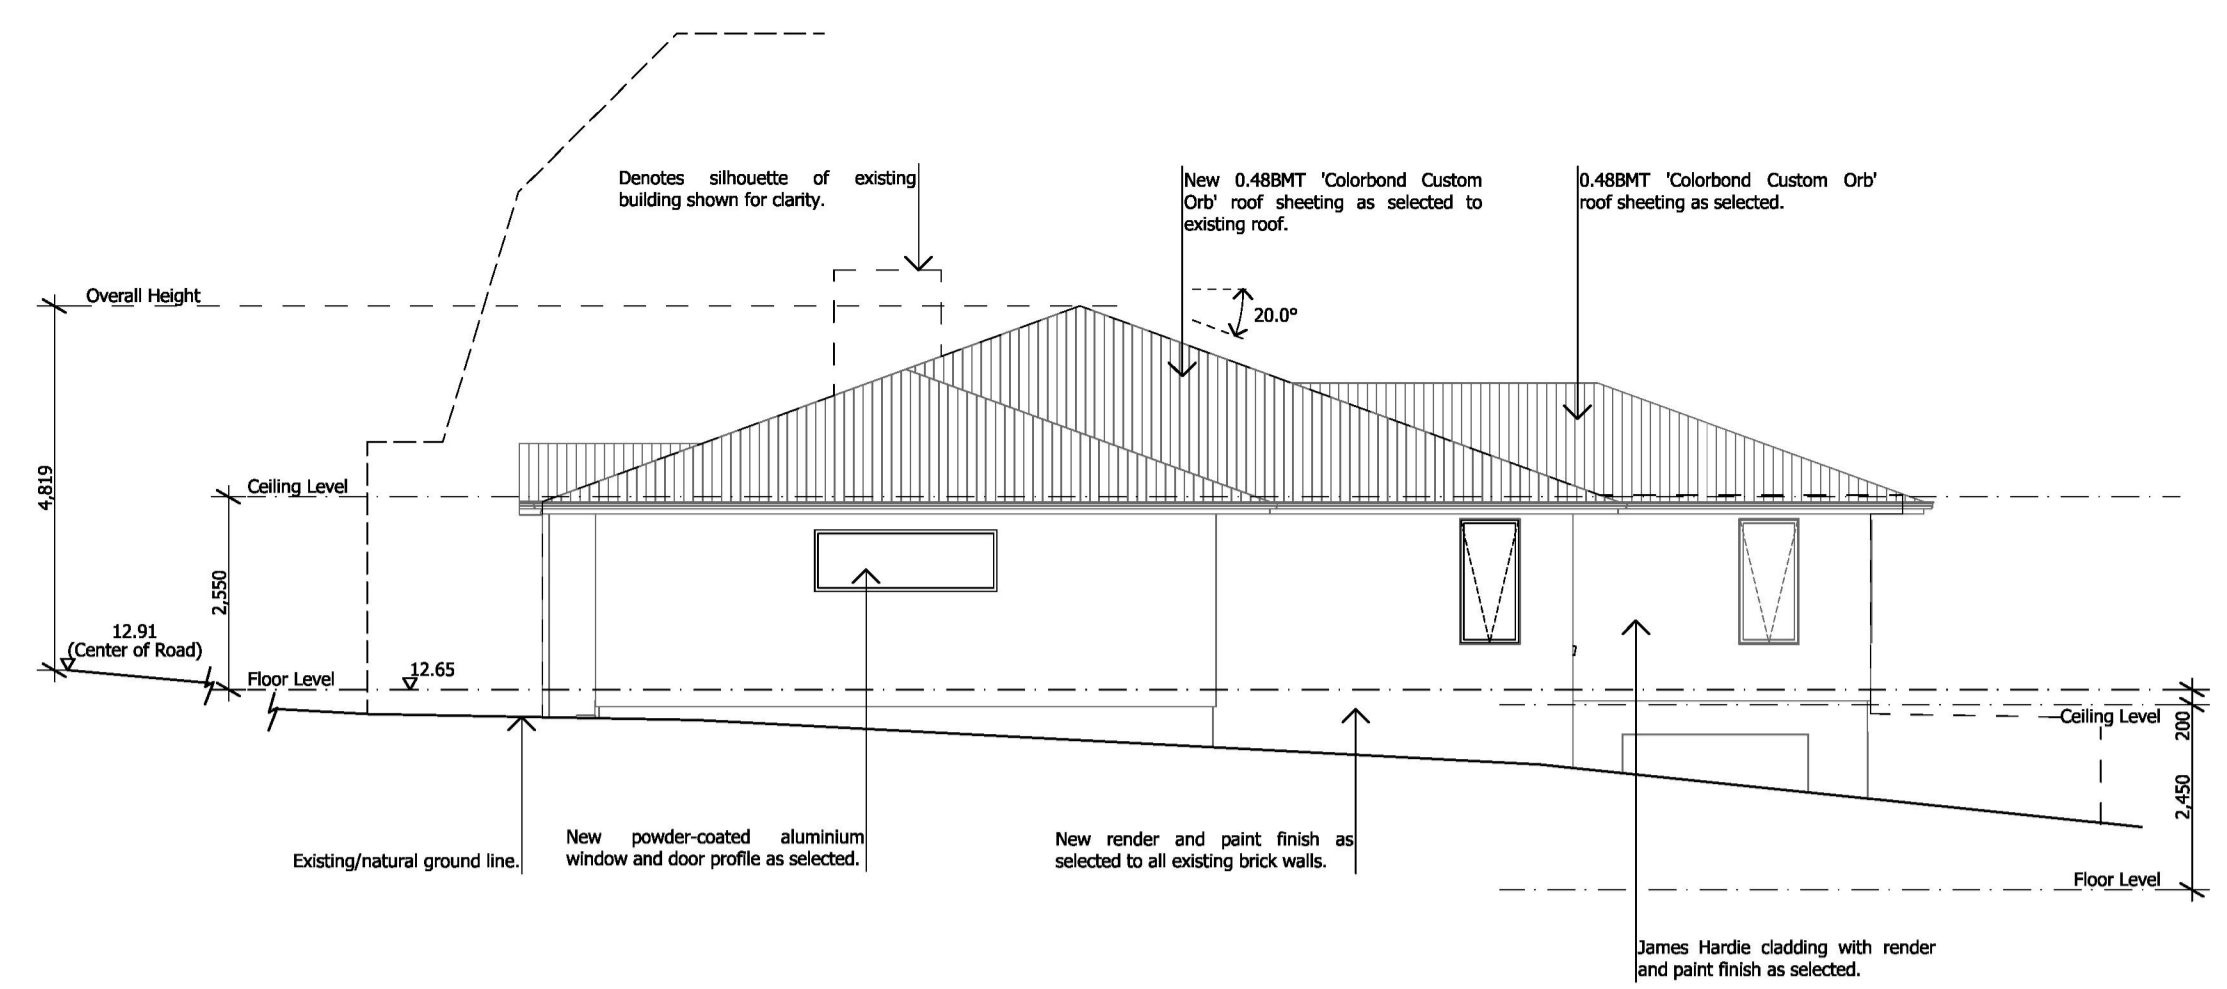 Denotes silhouette of existing
building shown for clarity.
New 0.48BMT 'Colorbond Custom
Orb' roof sheeting as selected to
existing roof.
0.48BMT 'Colorbond Custom Orb'
roof sheeting as selected.
Overall Height
20.0°
4,819
Ceiling Level
2,550
12.91
(Center of Road)
Floor Level
12.65
Ceiling Level
200
2,450
Floor Level
Existing/natural ground line.
New powder-coated aluminium
window and door profile as selected.
New render and paint finish as
selected to all existing brick walls.
James Hardie cladding with render
and paint finish as selected.